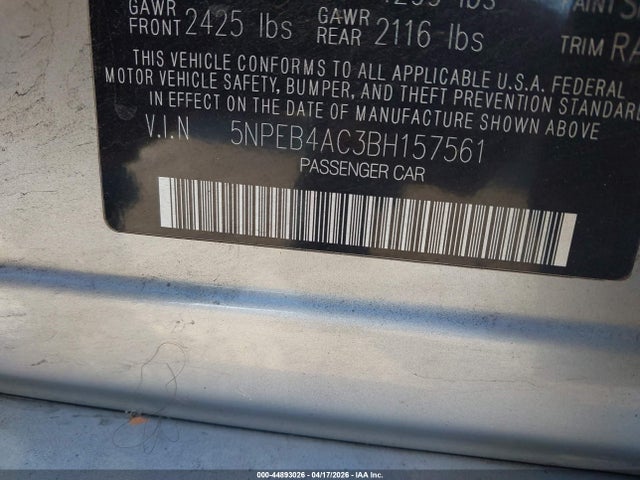 GAWR
FRONT 2425 lbs
GAWR
REAR 2116 lbs
TRIM RA
THIS VEHICLE CONFORMS TO ALL APPLICABLE U.S.A. FEDERAL
MOTOR VEHICLE SAFETY, BUMPER, AND THEFT PREVENTION STANDARD
IN EFFECT ON THE DATE OF MANUFACTURE SHOWN ABOVE
V.I.N 5NPEB4AC3BH157561
PASSENGER CAR
000-44893026 - 04/17/2026 - IAA Inc.